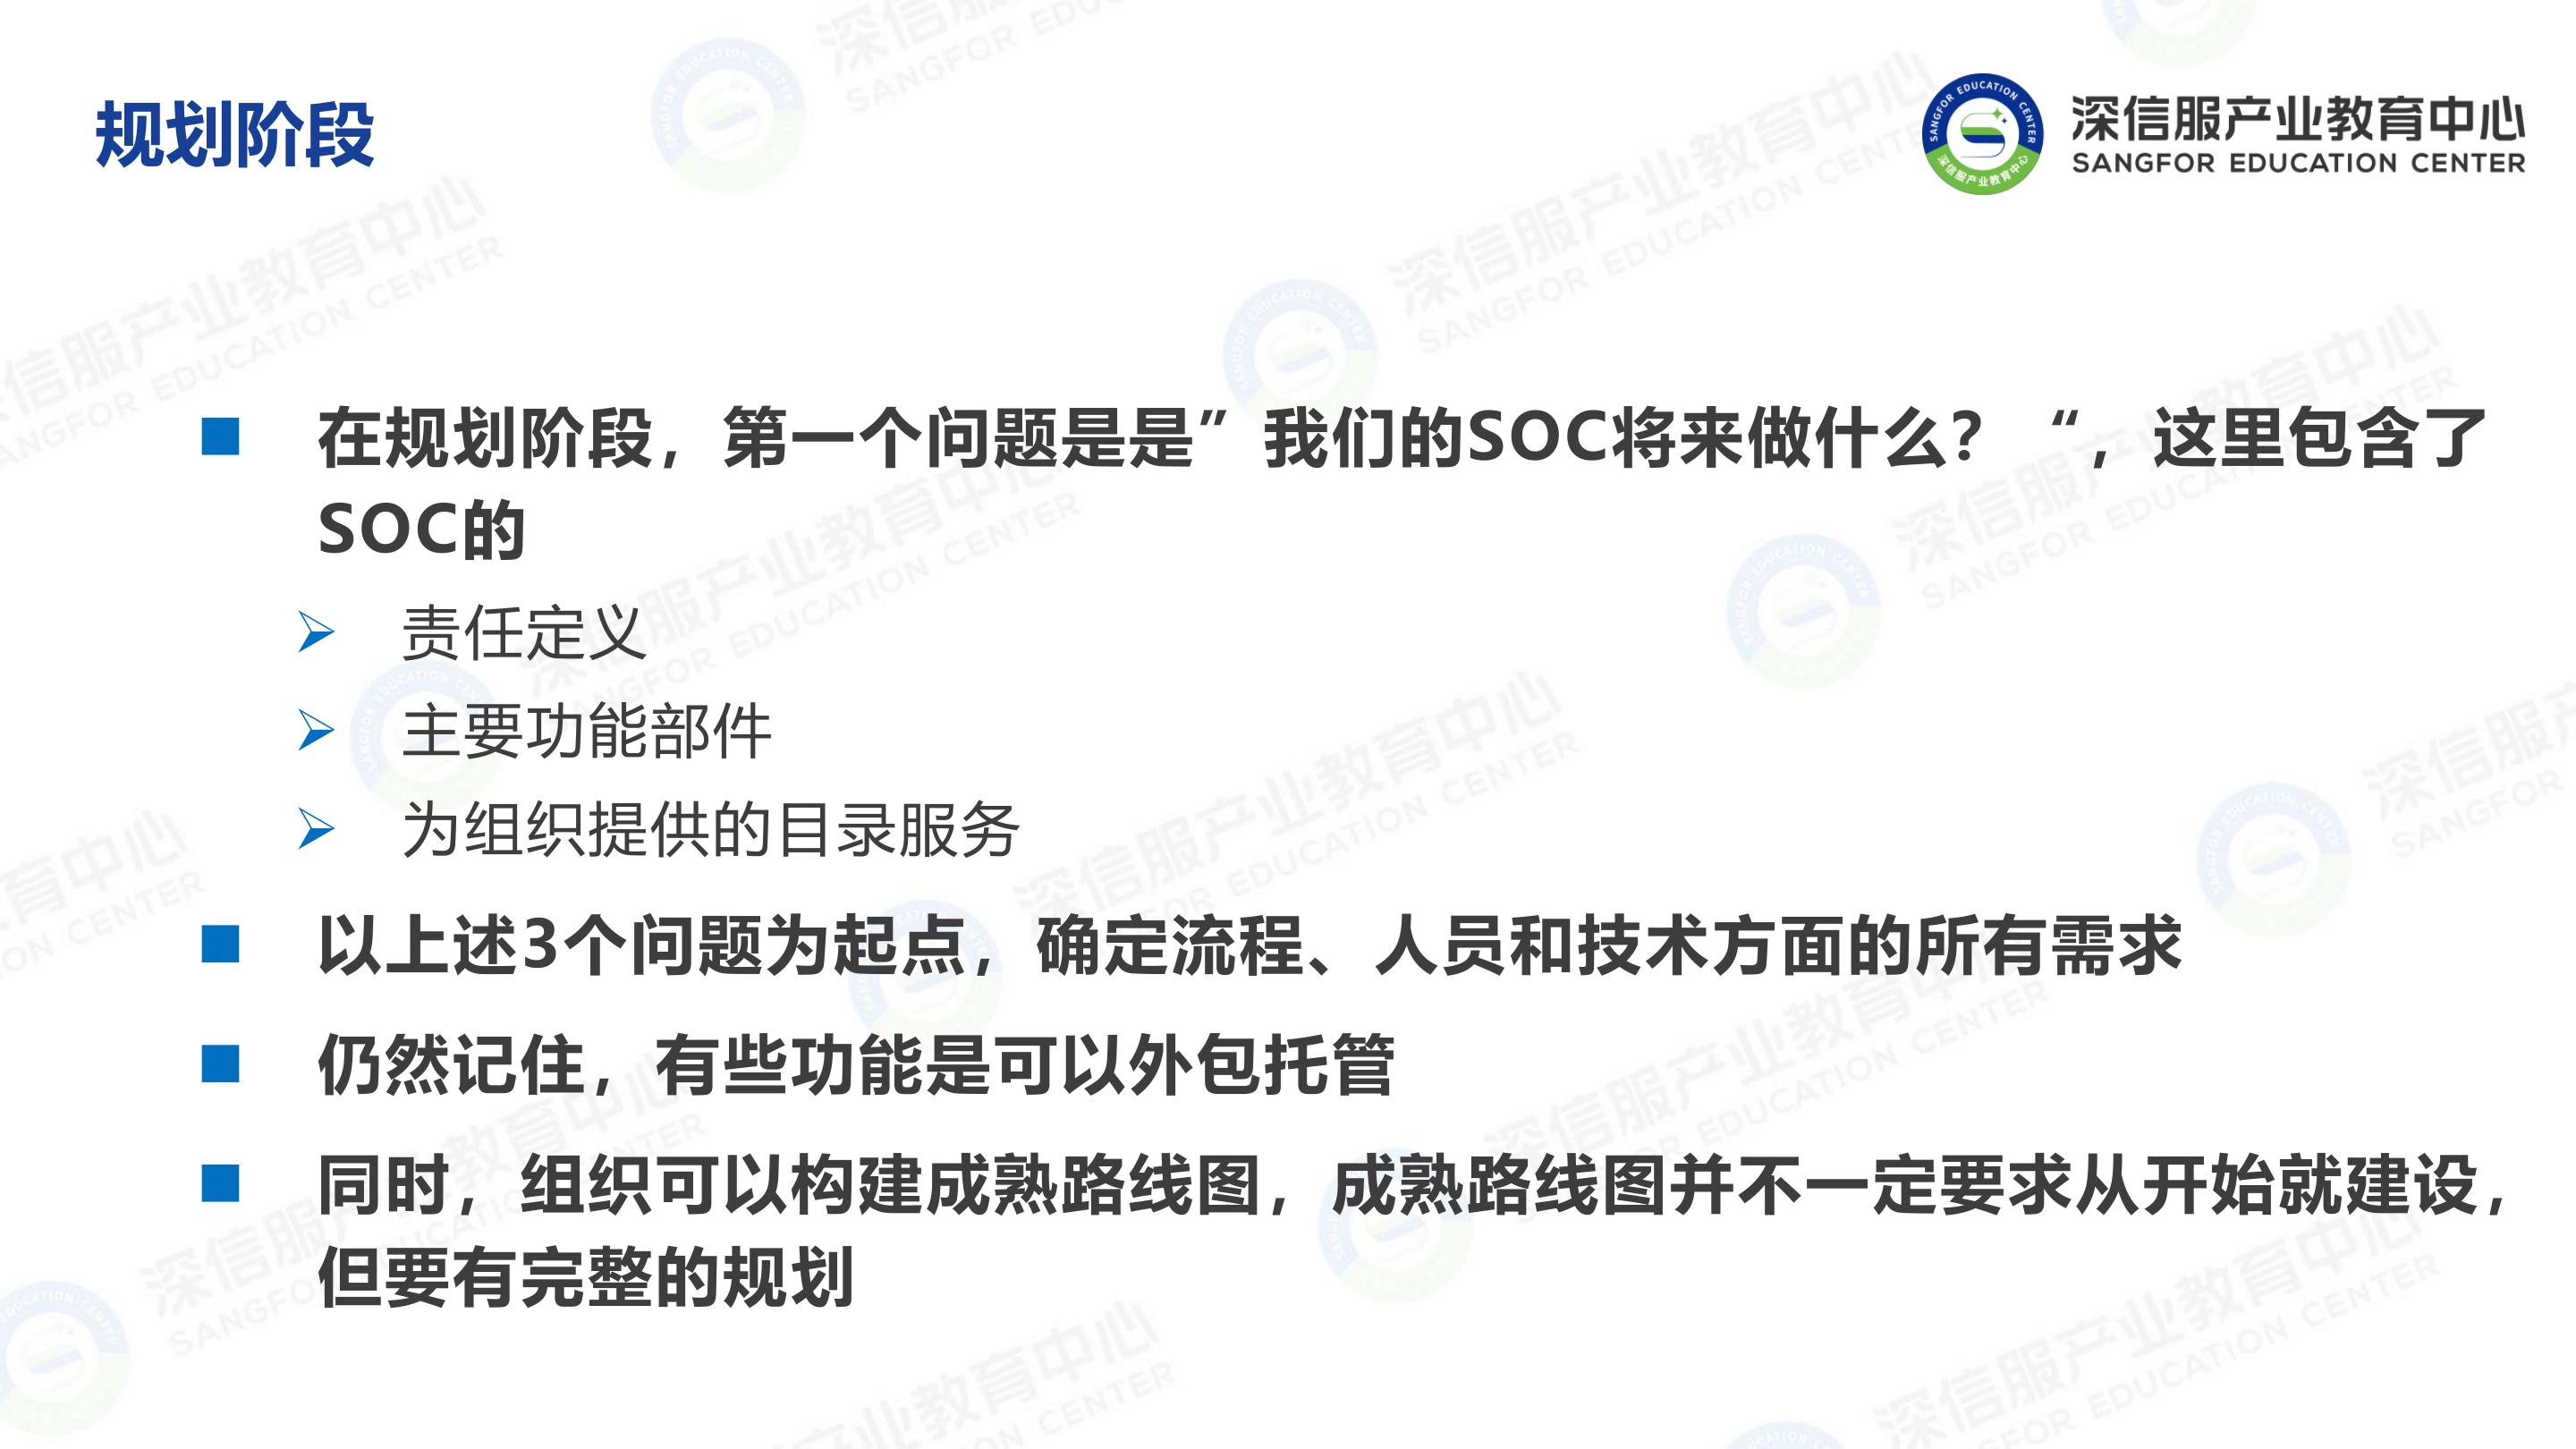 规划阶段
深信服产业教育中心
SANGFOR EDUCATION CENTER
在规划阶段，第一个问题是是”我们的SOC将来做什么？“，这里包含了
SOC的
责任定义
主要功能部件
为组织提供的目录服务
以上述3个问题为起点，确定流程、人员和技术方面的所有需求
仍然记住，有些功能是可以外包托管
同时，组织可以构建成熟路线图，成熟路线图并不一定要求从开始就建设，
但要有完整的规划